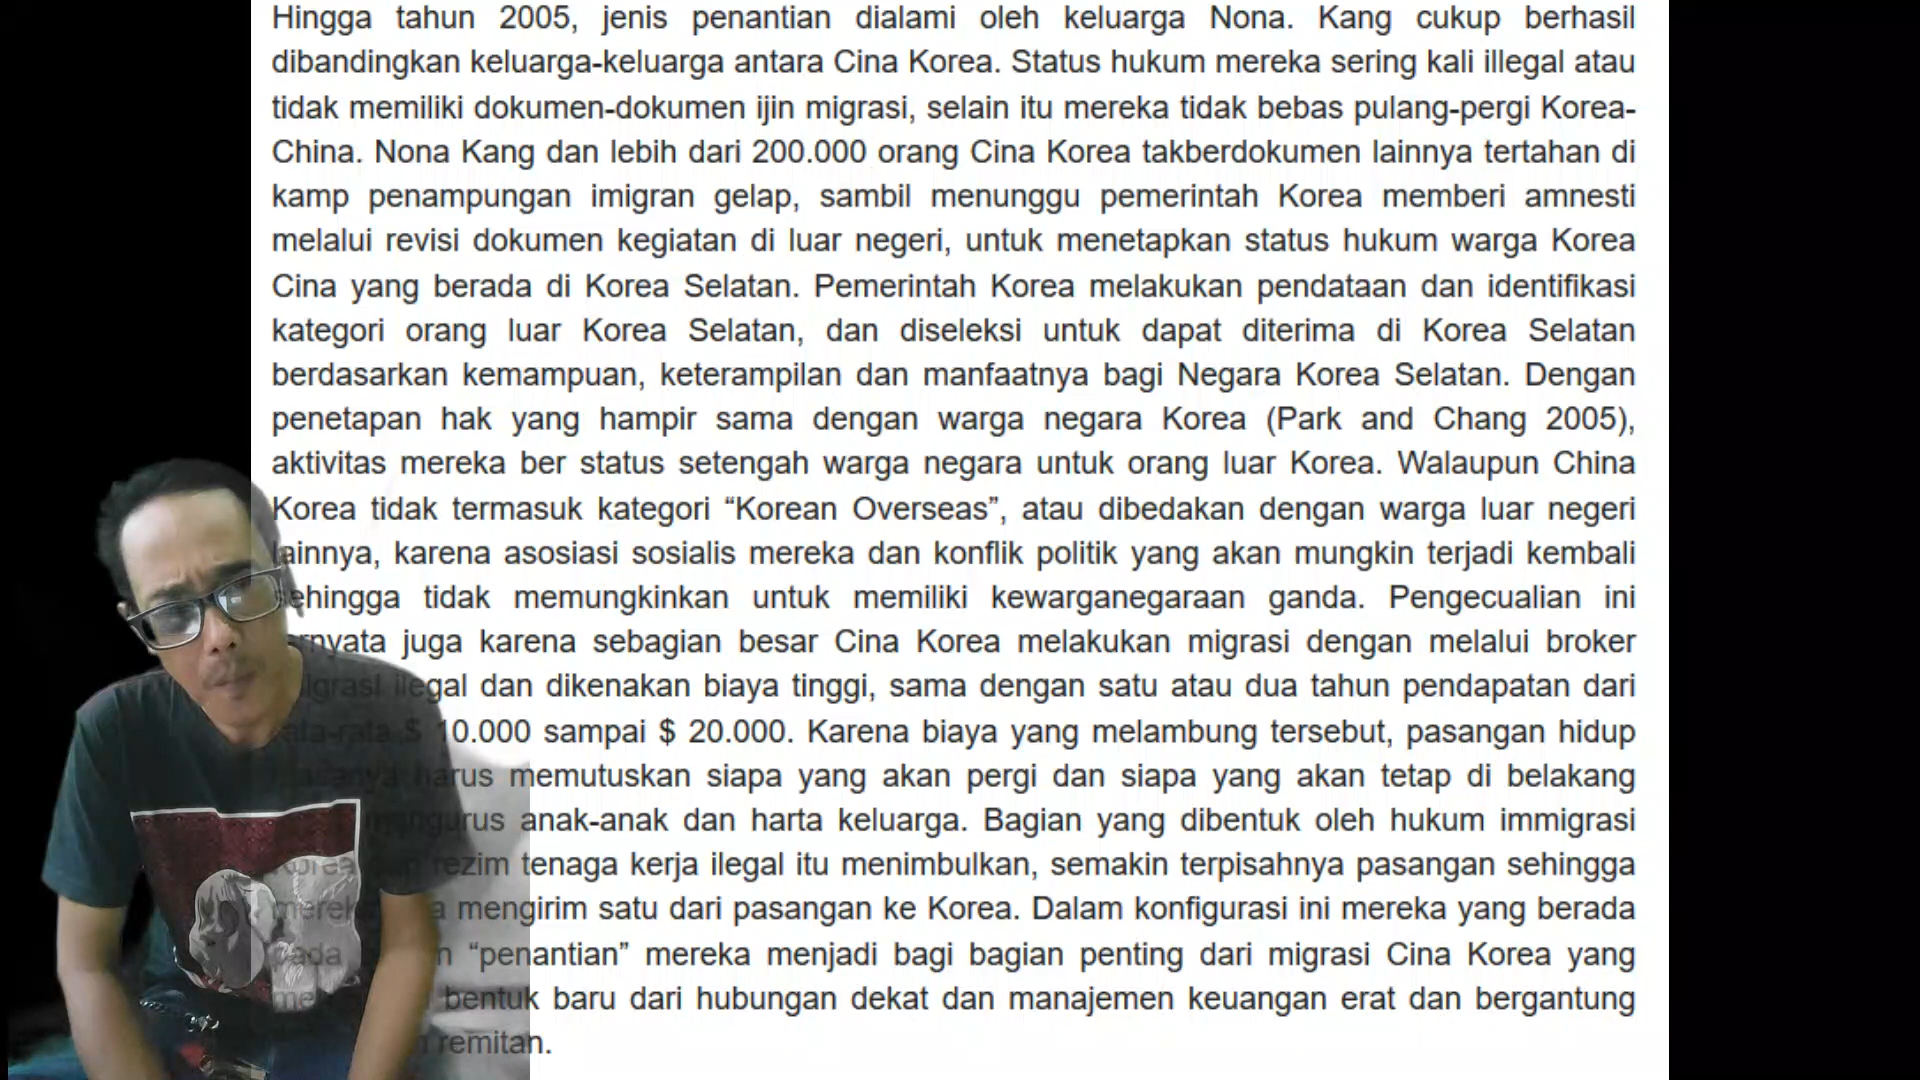 Hingga tahun 2005, jenis penantian dialami oleh keluarga Nona. Kang cukup berhasil
dibandingkan keluarga-keluarga antara Cina Korea. Status hukum mereka sering kali illegal atau
tidak memiliki dokumen-dokumen ijin migrasi, selain itu mereka tidak bebas pulang-pergi Korea-
China. Nona Kang dan lebih dari 200.000 orang Cina Korea takberdokumen lainnya tertahan di
kamp penampungan imigran gelap, sambil menunggu pemerintah Korea memberi amnesti
melalui revisi dokumen kegiatan di luar negeri, untuk menetapkan status hukum warga Korea
Cina yang berada di Korea Selatan. Pemerintah Korea melakukan pendataan dan identifikasi
kategori orang luar Korea Selatan, dan diseleksi untuk dapat diterima di Korea Selatan
berdasarkan kemampuan, keterampilan dan manfaatnya bagi Negara Korea Selatan. Dengan
penetapan hak yang hampir sama dengan warga negara Korea (Park and Chang 2005),
aktivitas mereka ber status setengah warga negara untuk orang luar Korea. Walaupun China
Korea tidak termasuk kategori “Korean Overseas”, atau dibedakan dengan warga luar negeri
lainnya, karena asosiasi sosialis mereka dan konflik politik yang akan mungkin terjadi kembali
sehingga tidak memungkinkan untuk memiliki kewarganegaraan ganda. Pengecualian ini
juga karena sebagian besar Cina Korea melakukan migrasi dengan melalui broker
ilegal dan dikenakan biaya tinggi, sama dengan satu atau dua tahun pendapatan dari
rata-rata $ 10.000 sampai $ 20.000. Karena biaya yang melambung tersebut, pasangan hidup
harus memutuskan siapa yang akan pergi dan siapa yang akan tetap di belakang
mengurus anak-anak dan harta keluarga. Bagian yang dibentuk oleh hukum immigrasi
Korea rezim tenaga kerja ilegal itu menimbulkan, semakin terpisahnya pasangan sehingga
mengirim satu dari pasangan ke Korea. Dalam konfigurasi ini mereka yang berada
pada “penantian” mereka menjadi bagi bagian penting dari migrasi Cina Korea yang
bentuk baru dari hubungan dekat dan manajemen keuangan erat dan bergantung
remitan.